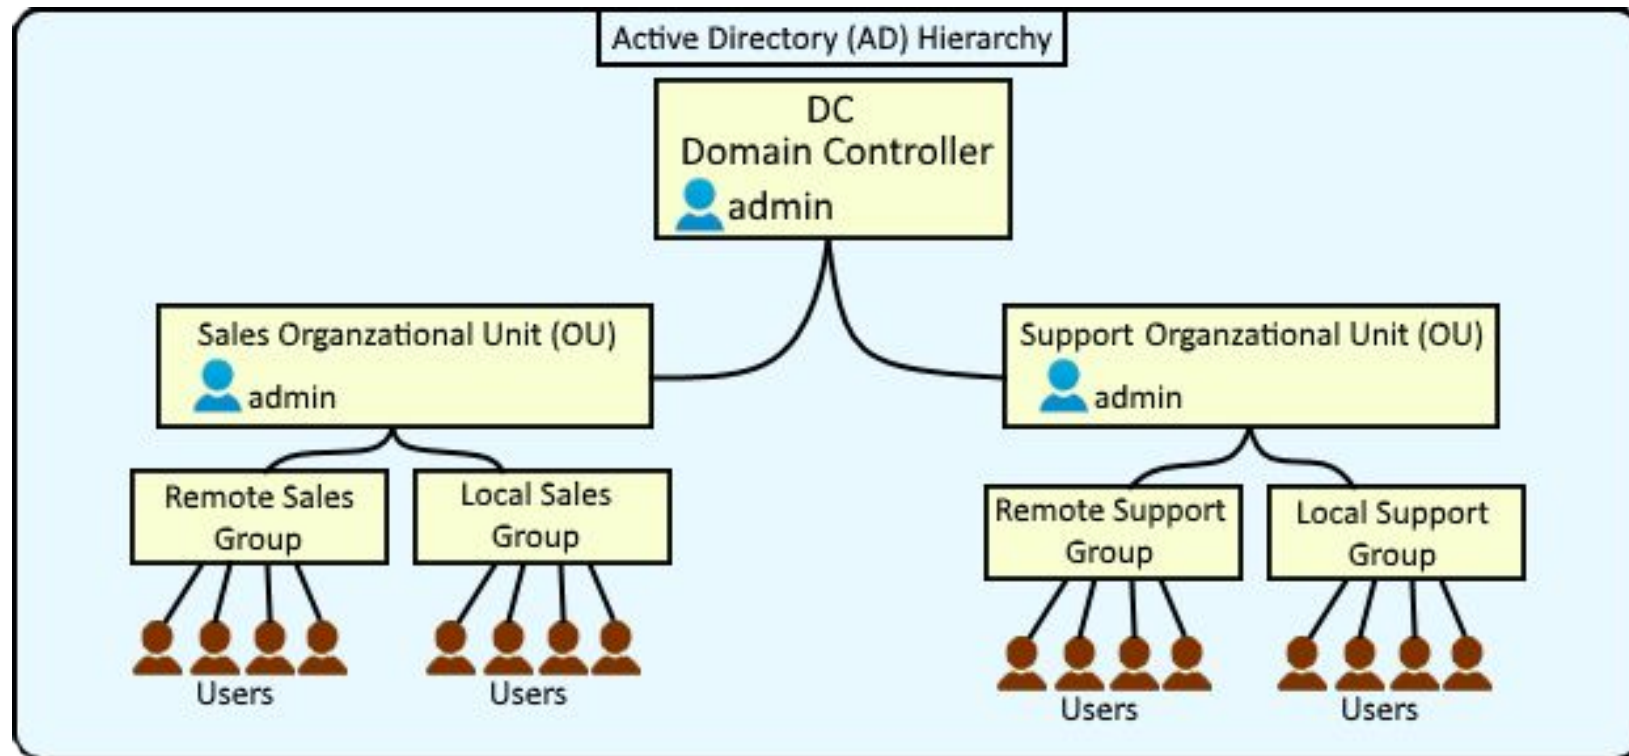 Active Directory (AD) Hierarchy
DC
Domain Controller
admin
Sales Organzational Unit (OU)
admin
Support Organzational Unit (OU)
admin
Remote Sales
Group
Local Sales
Group
Remote Support
Group
Local Support
Group
Users
Users
Users
Users